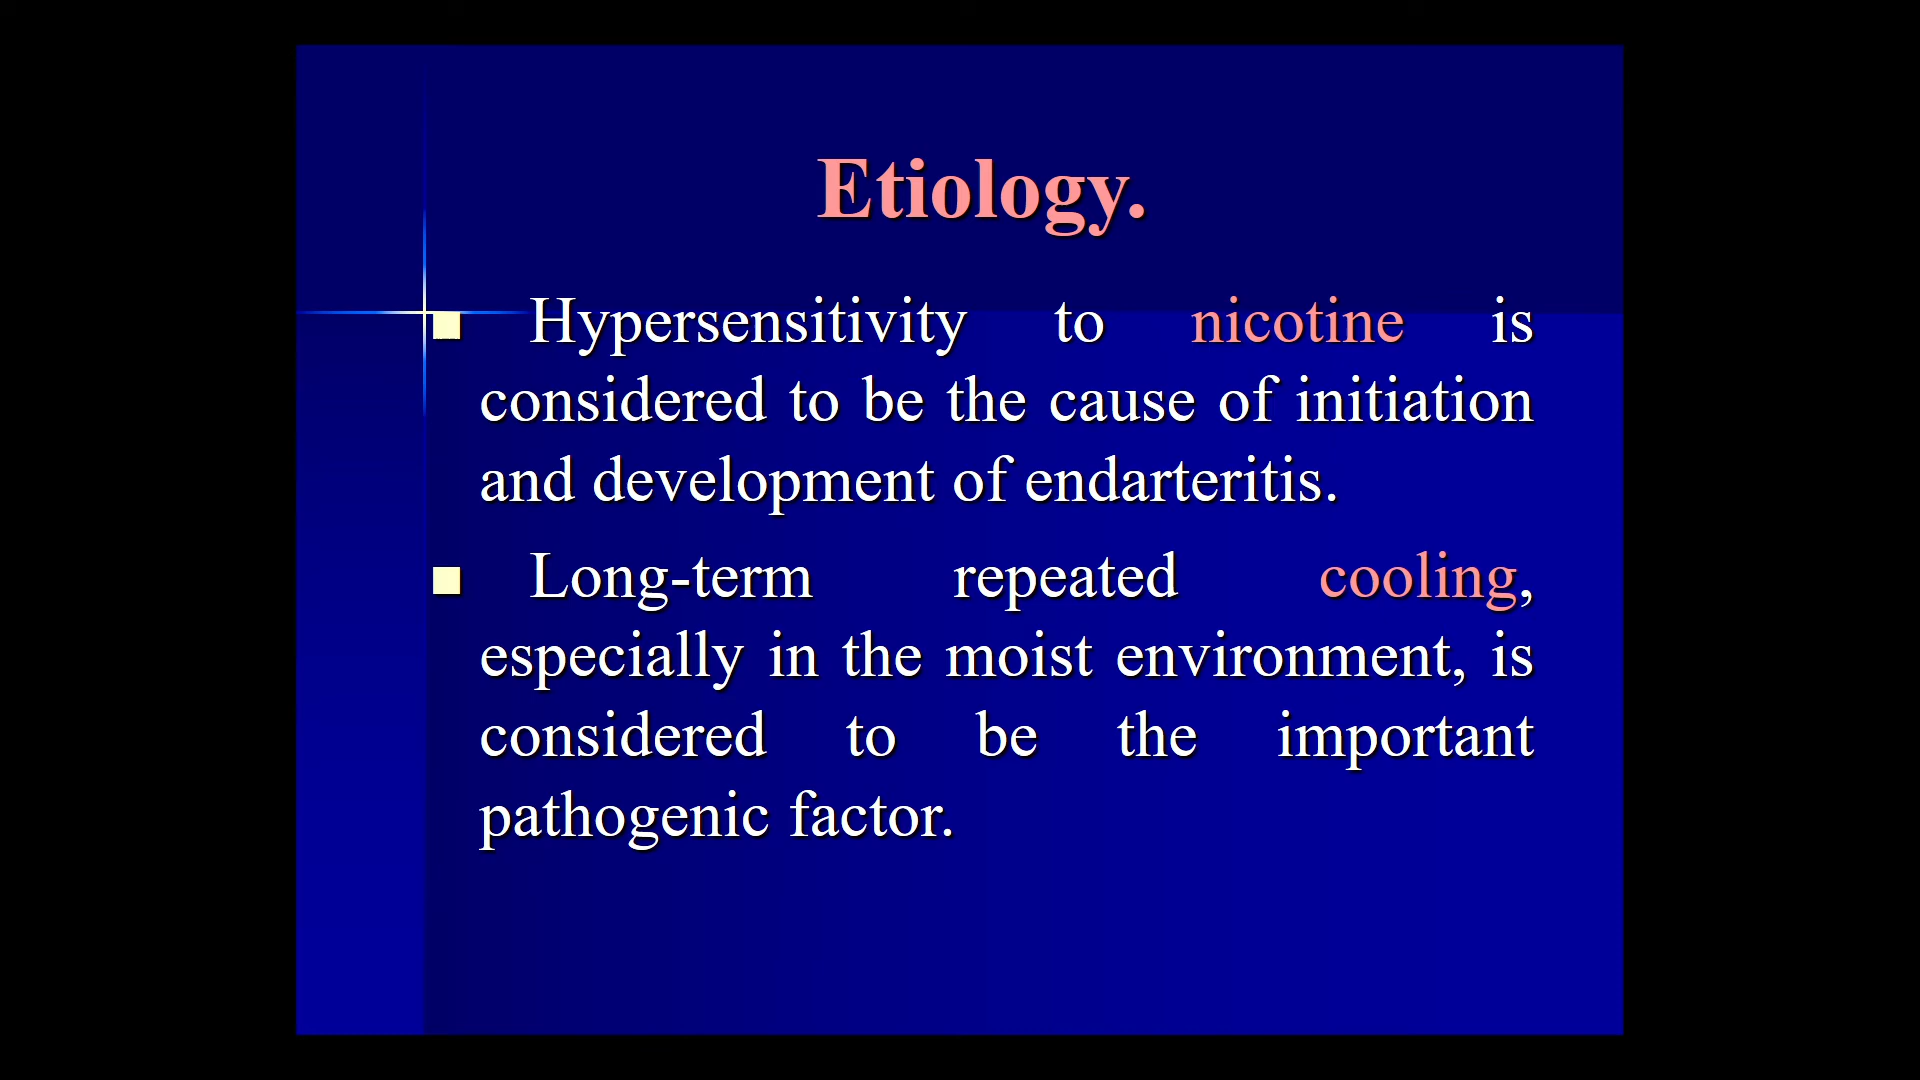 Etiology.
Hypersensitivity to nicotine is
considered to be the cause of initiation
and development of endarteritis.
Long-term repeated cooling,
especially in the moist environment, is
considered to be the important
pathogenic factor.